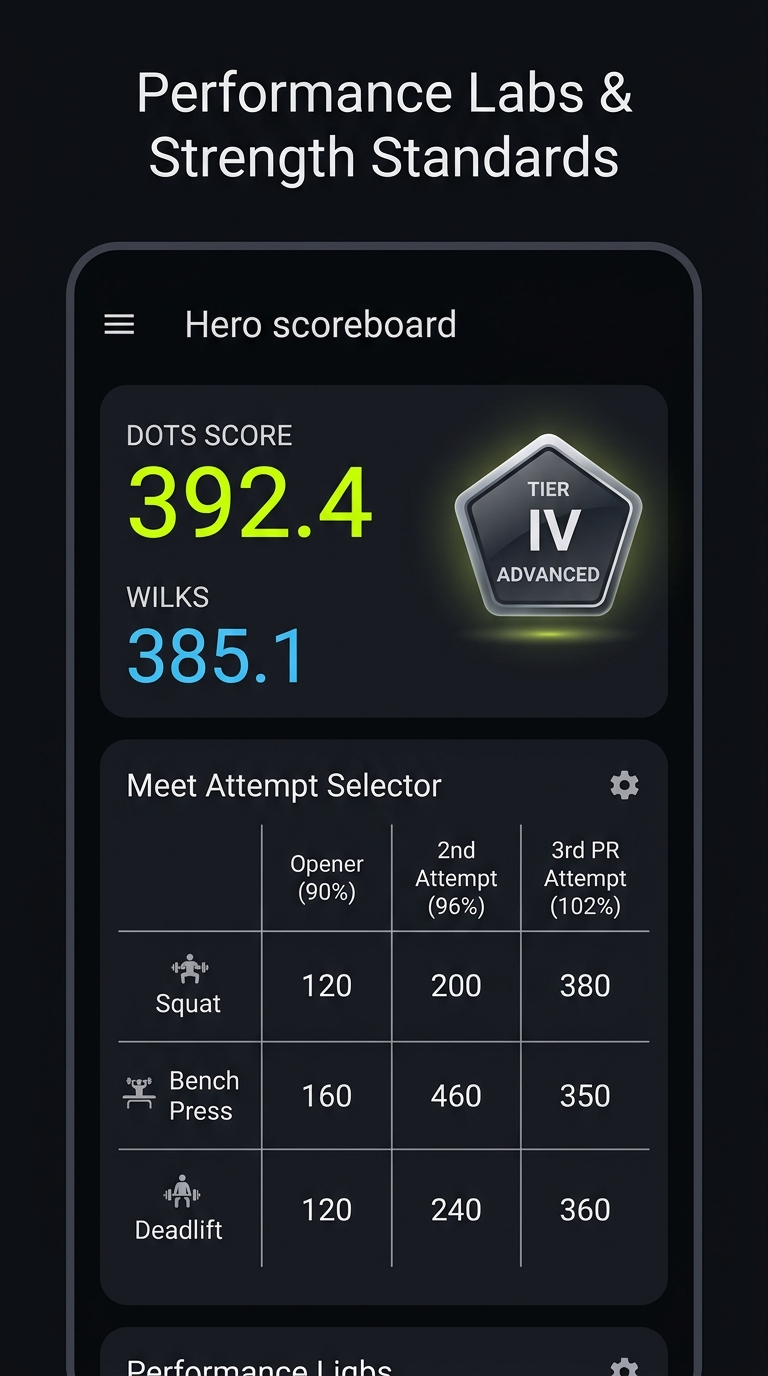 Performance Labs &
Strength Standards
Hero scoreboard
DOTS SCORE
392.4
TIER
IV
ADVANCED
WILKS
385.1
Meet Attempt Selector
Opener
(90%)
2nd
Attempt
(96%)
3rd PR
Attempt
(102%)
Squat
120
200
380
Bench
Press
160
460
350
Deadlift
120
240
360
Performance Ligbs